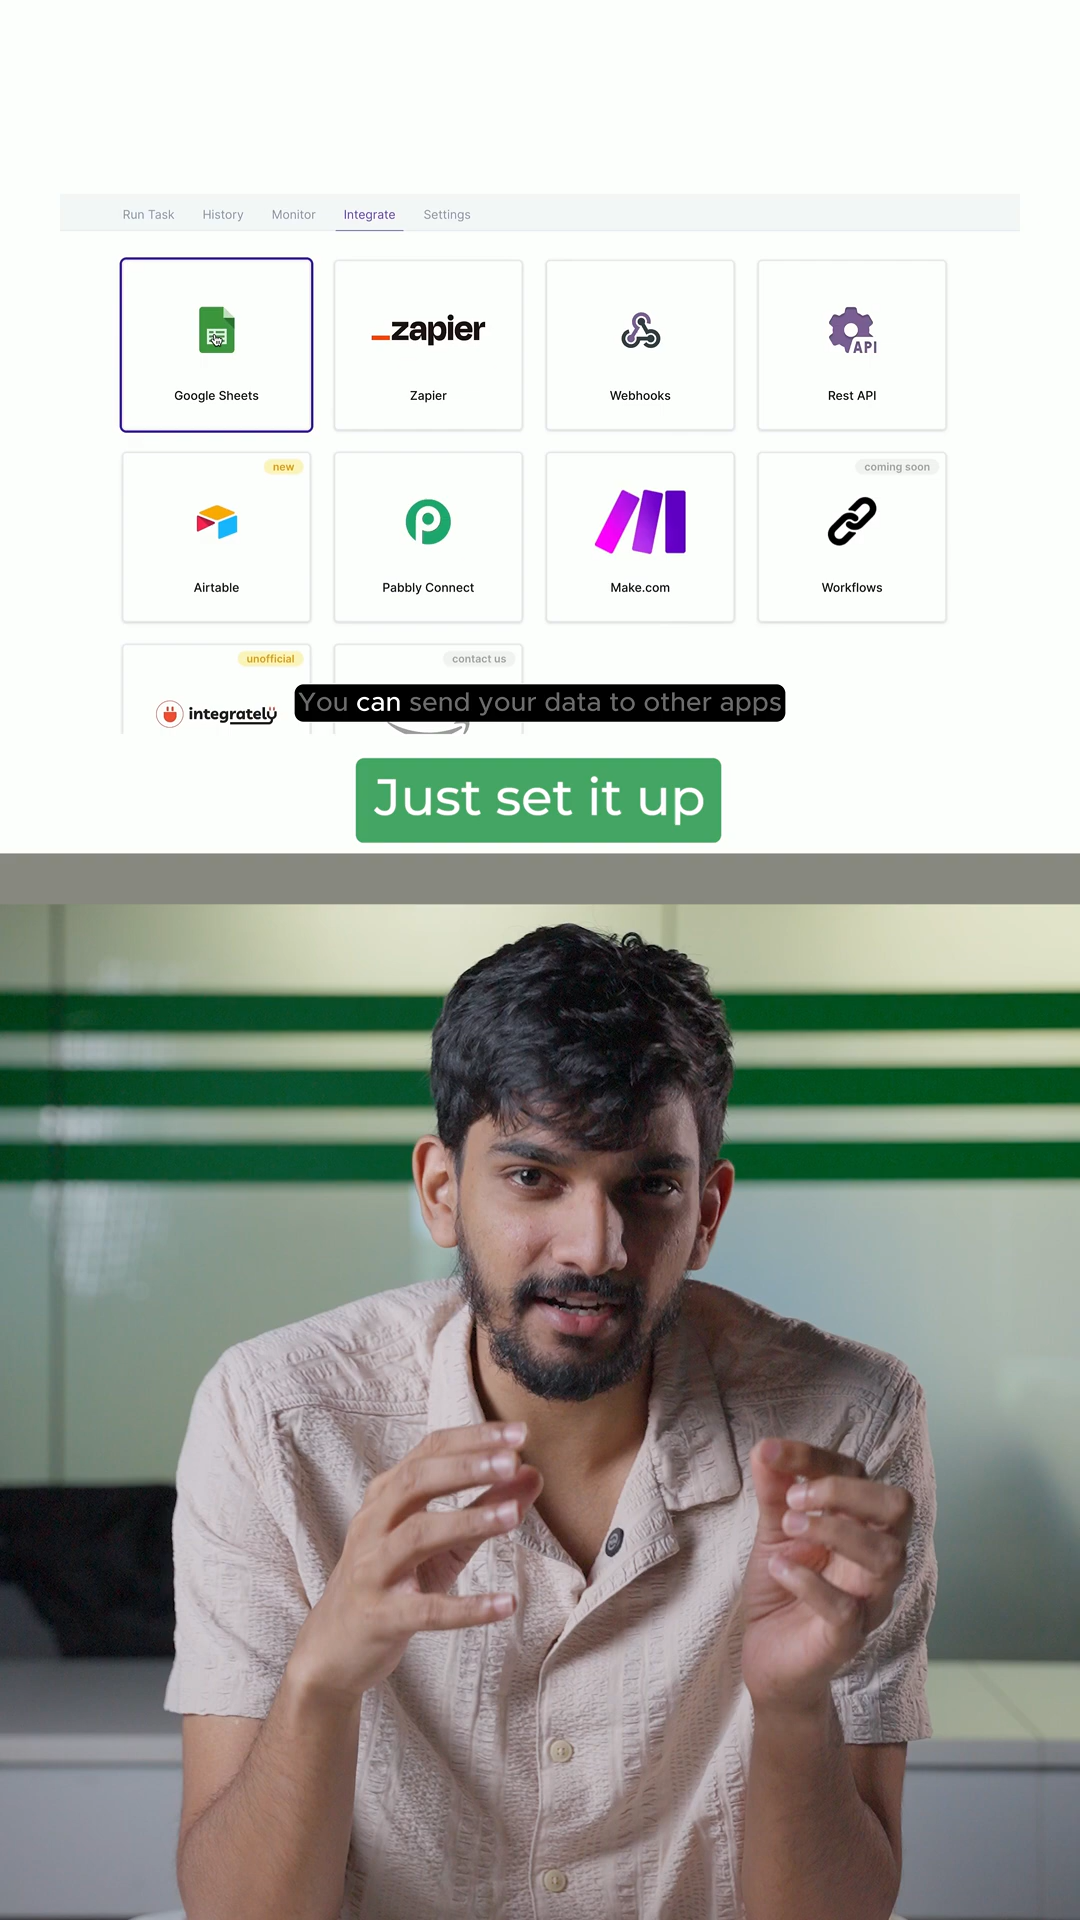 Run Task History Monitor Integrate Settings
zapier
API
Google Sheets Zapier Webhooks Rest API
new coming soon
Airtable Pabbly Connect Make.com Workflows
unofficial contact us
integrately
You can send your data to other apps
Just set it up